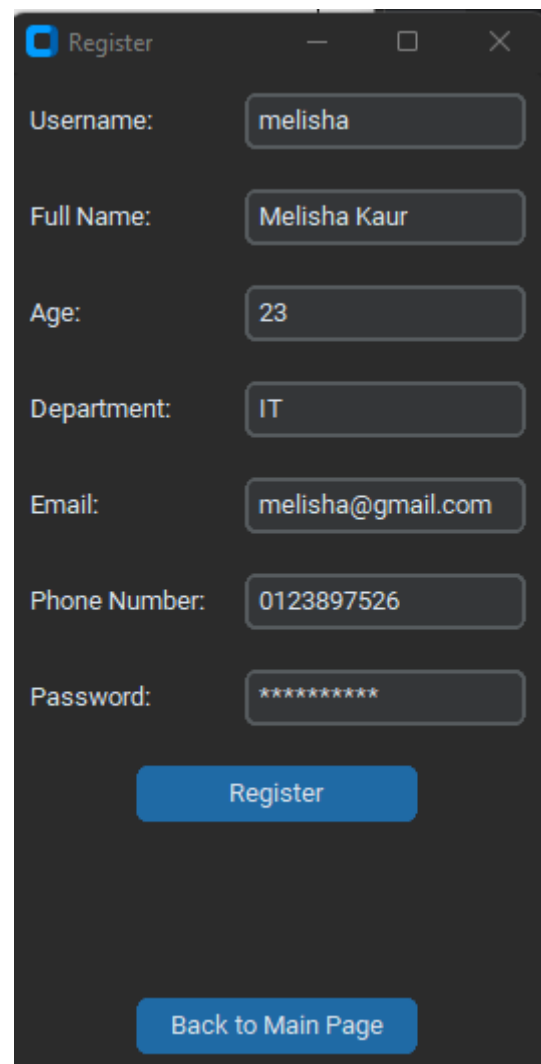 Register
Username: melisha
Full Name: Melisha Kaur
Age: 23
Department: IT
Email: melisha@gmail.com
Phone Number: 0123897526
Password: **********
Register
Back to Main Page